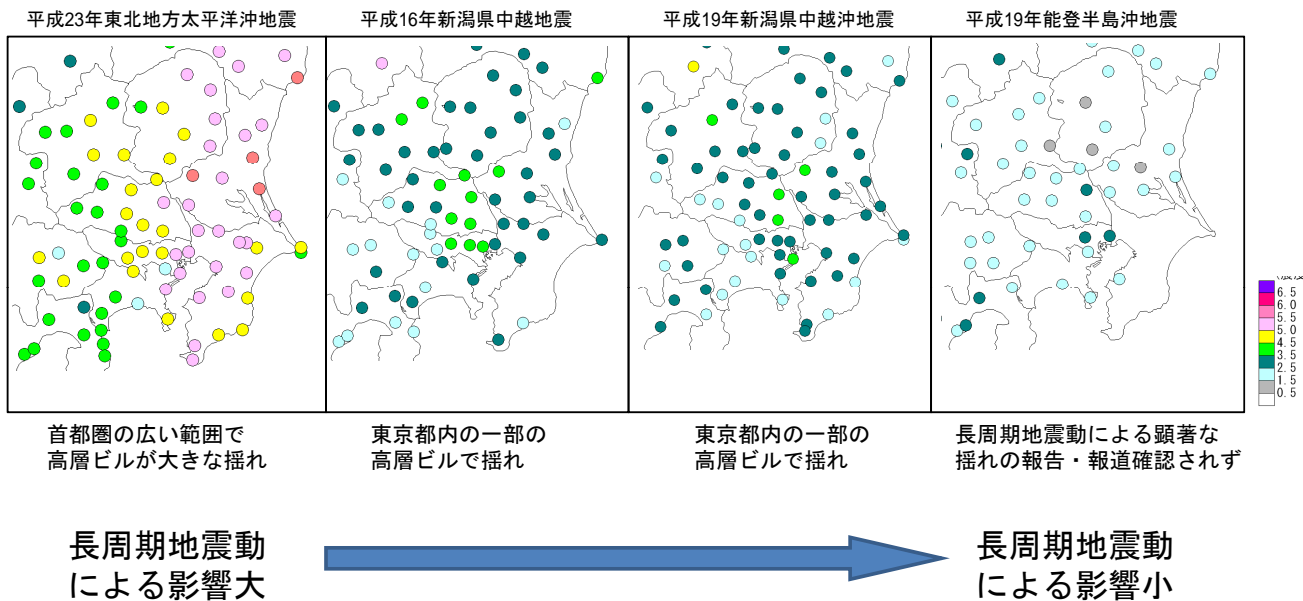 平成23年東北地方太平洋沖地震
平成16年新潟県中越地震
平成19年新潟県中越沖地震
平成19年能登半島沖地震
6.5
6.0
5.5
5.0
4.5
3.5
2.5
1.5
0.5
首都圏の広い範囲で
高層ビルが大きな揺れ
東京都内の一部の
高層ビルで揺れ
東京都内の一部の
高層ビルで揺れ
長周期地震動による顕著な
揺れの報告・報道確認されず
長周期地震動
による影響大
長周期地震動
による影響小